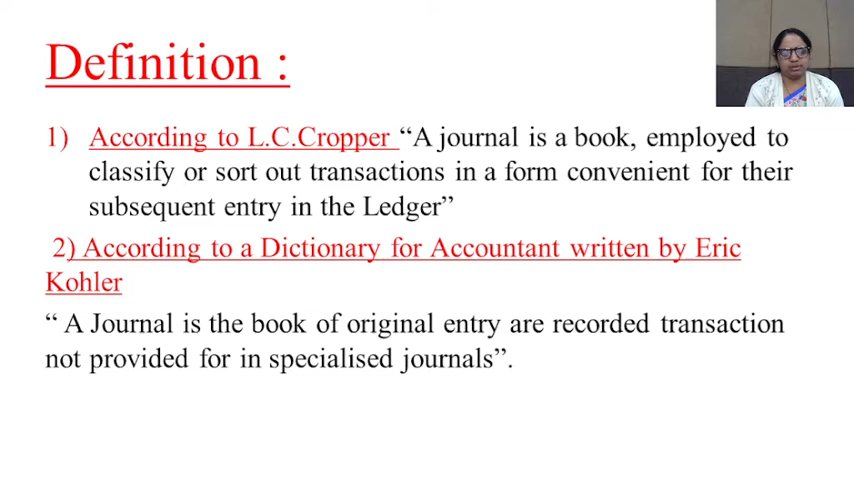 Definition :
1) According to L.C.Cropper “A journal is a book, employed to
classify or sort out transactions in a form convenient for their
subsequent entry in the Ledger”
2) According to a Dictionary for Accountant written by Eric
Kohler
“ A Journal is the book of original entry are recorded transaction
not provided for in specialised journals”.